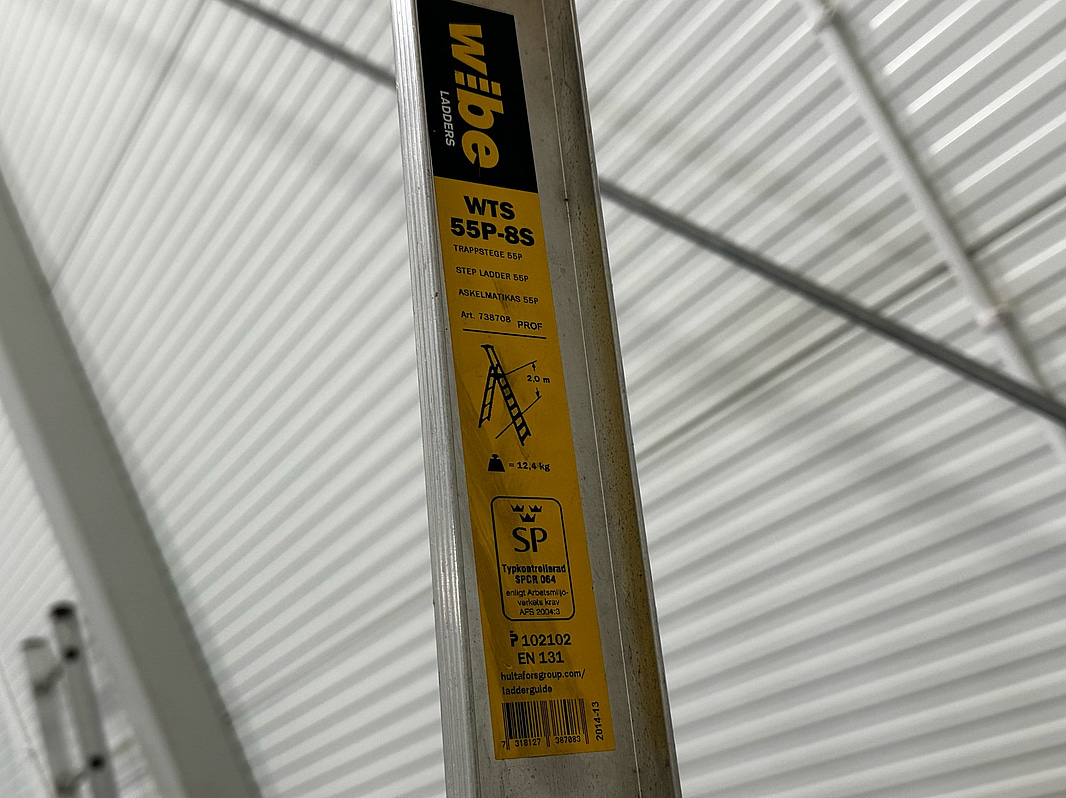 wibe
LADDERS
WTS
55P-8S
TRAPPSTEGE 55P
STEP LADDER 55P
ASKELMATIKAS 55P
Art. 738708 PROF
2,0 m
= 12,4 kg
SP
Typkontrollerad
SPCR 064
enligt Arbetsmiljö-
verkets krav
AFS 2004:3
P 102102
EN 131
hultaforsgroup.com/
ladderguide
7 318127 387083
2014-13